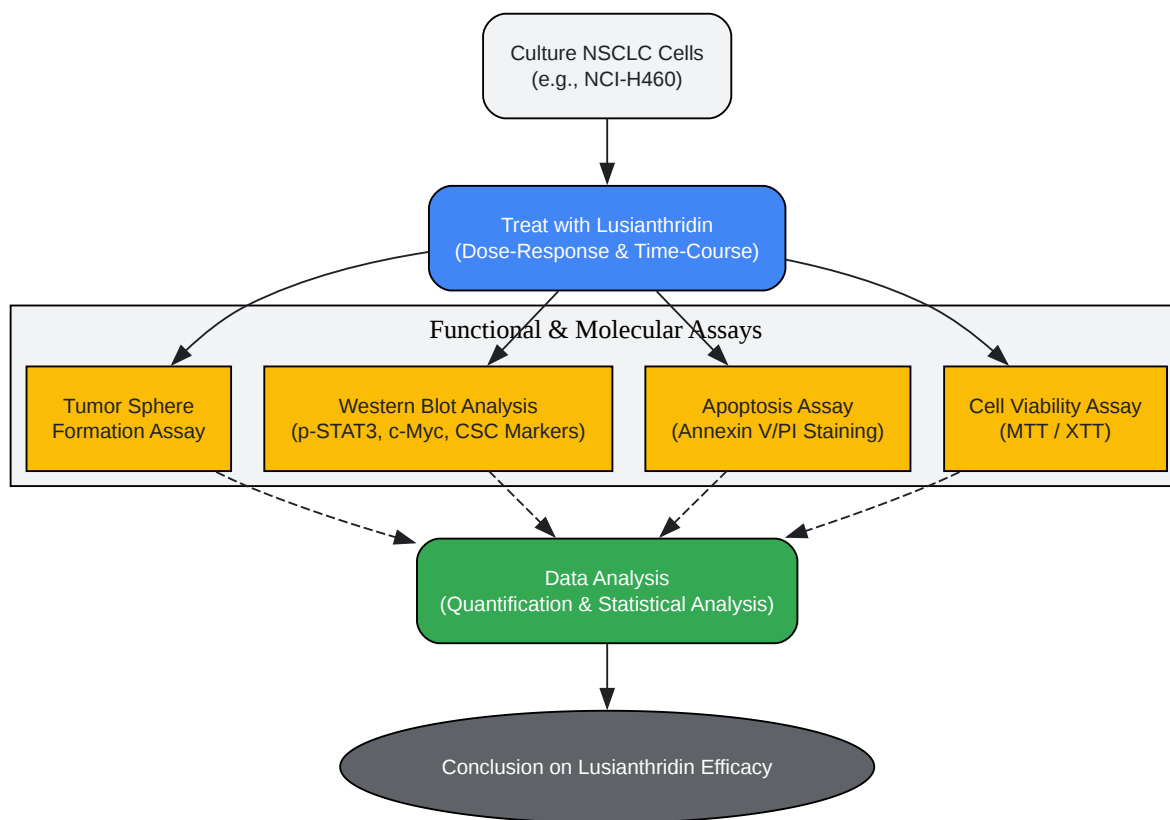 Culture NSCLC Cells
(e.g., NCI-H460)
Treat with Lusianthridin
(Dose-Response & Time-Course)
Functional & Molecular Assays
Tumor Sphere
Formation Assay
Western Blot Analysis
(p-STAT3, c-Myc, CSC Markers)
Apoptosis Assay
(Annexin V/PI Staining)
Cell Viability Assay
(MTT / XTT)
Data Analysis
(Quantification & Statistical Analysis)
Conclusion on Lusianthridin Efficacy